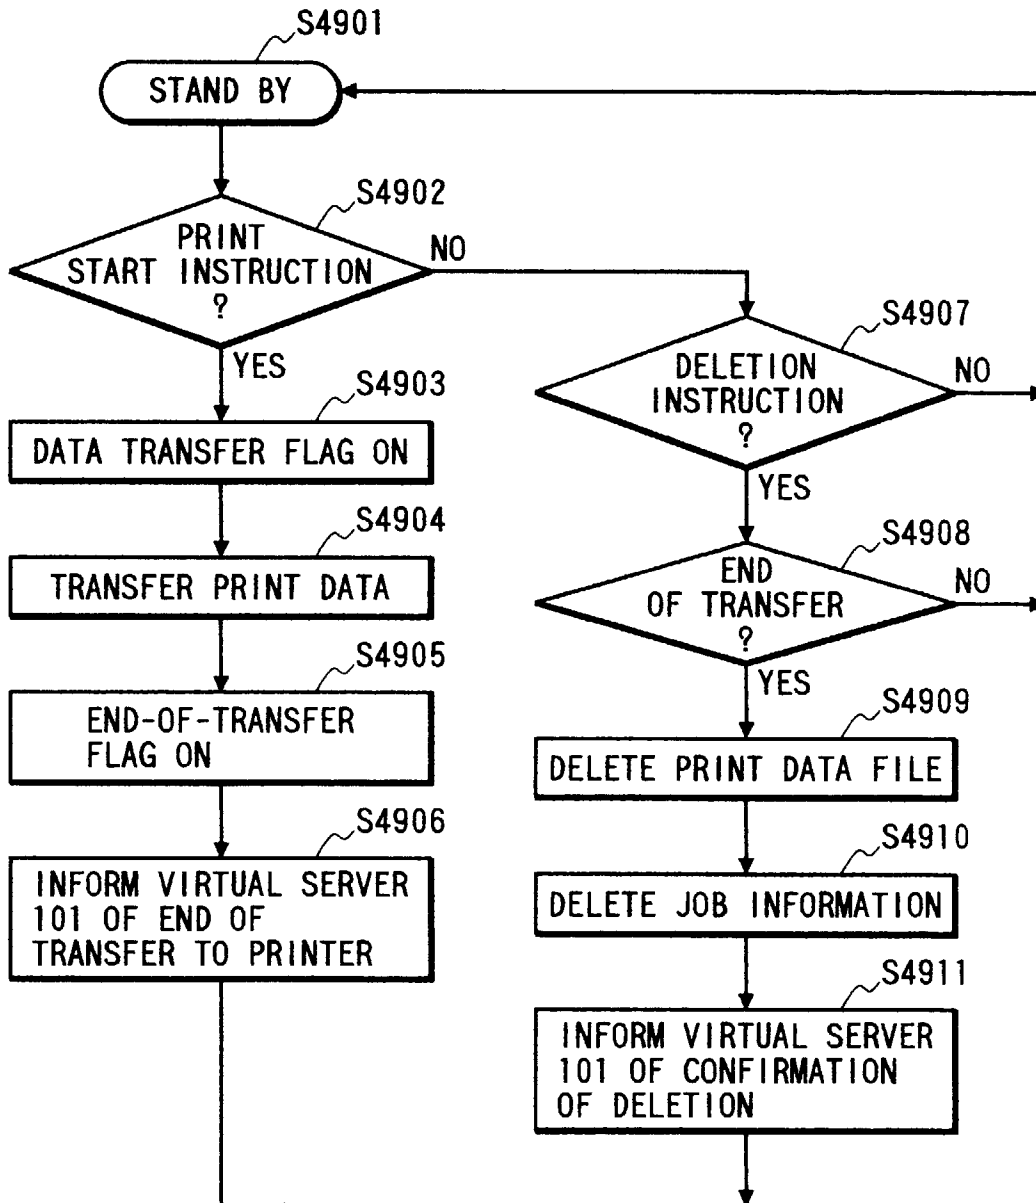 S4901
STAND BY
S4902
PRINT
START INSTRUCTION
?
NO
YES
S4903
DATA TRANSFER FLAG ON
S4904
TRANSFER PRINT DATA
S4905
END-OF-TRANSFER
FLAG ON
S4906
INFORM VIRTUAL SERVER
101 OF END OF
TRANSFER TO PRINTER
S4907
DELETION
INSTRUCTION
?
NO
YES
S4908
END
OF TRANSFER
?
NO
YES
S4909
DELETE PRINT DATA FILE
S4910
DELETE JOB INFORMATION
S4911
INFORM VIRTUAL SERVER
101 OF CONFIRMATION
OF DELETION